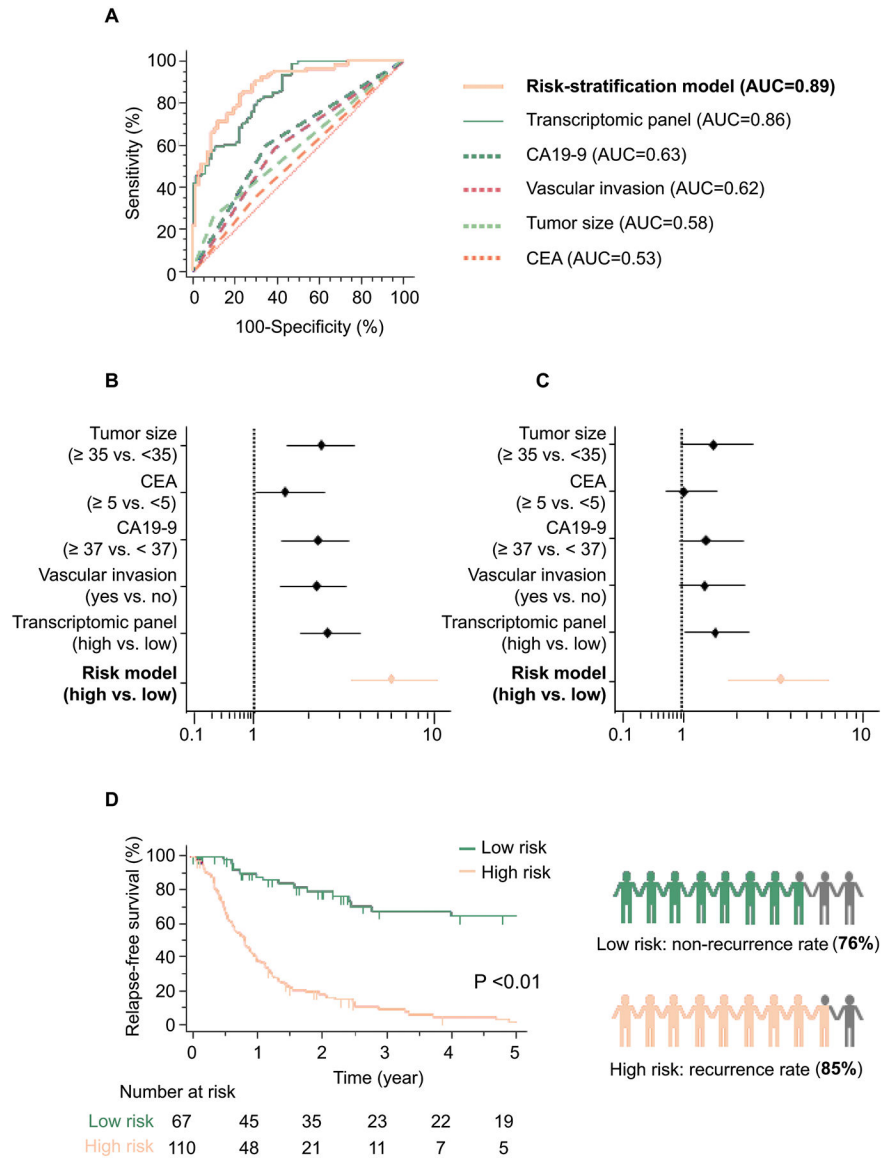 A
100
80
60
40
20
0
Sensitivity (%)
0 20 40 60 80 100
100-Specificity (%)
Risk-stratification model (AUC=0.89)
Transcriptomic panel (AUC=0.86)
CA19-9 (AUC=0.63)
Vascular invasion (AUC=0.62)
Tumor size (AUC=0.58)
CEA (AUC=0.53)
B
Tumor size
(≥ 35 vs. <35)
CEA
(≥ 5 vs. <5)
CA19-9
(≥ 37 vs. < 37)
Vascular invasion
(yes vs. no)
Transcriptomic panel
(high vs. low)
Risk model
(high vs. low)
0.1 1 10
C
Tumor size
(≥ 35 vs. <35)
CEA
(≥ 5 vs. <5)
CA19-9
(≥ 37 vs. < 37)
Vascular invasion
(yes vs. no)
Transcriptomic panel
(high vs. low)
Risk model
(high vs. low)
0.1 1 10
D
Relapse-free survival (%)
100
80
60
40
20
0
Low risk
High risk
P <0.01
0 1 2 3 4 5
Time (year)
Number at risk
Low risk 67 45 35 23 22 19
High risk 110 48 21 11 7 5
Low risk: non-recurrence rate (76%)
High risk: recurrence rate (85%)